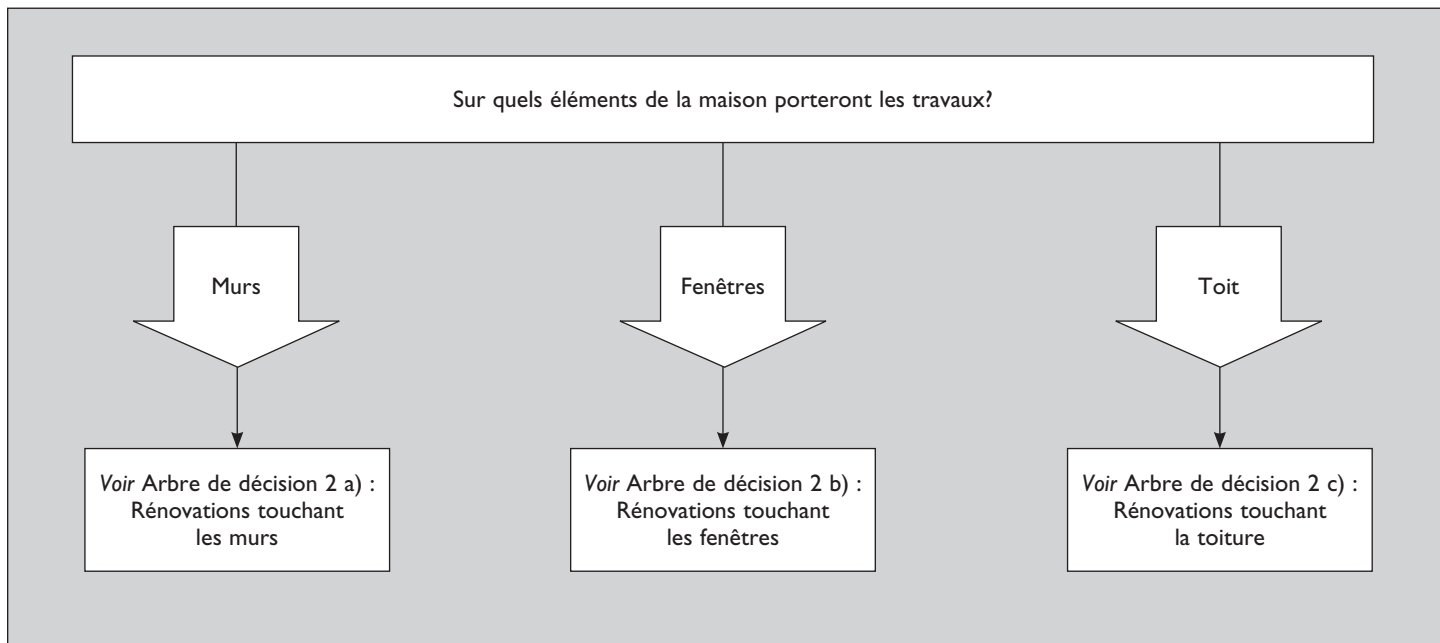 Sur quels éléments de la maison porteront les travaux?
Murs
Fenêtres
Toit
Voir Arbre de décision 2 a) :
Rénovations touchant
les murs
Voir Arbre de décision 2 b) :
Rénovations touchant
les fenêtres
Voir Arbre de décision 2 c) :
Rénovations touchant
la toiture